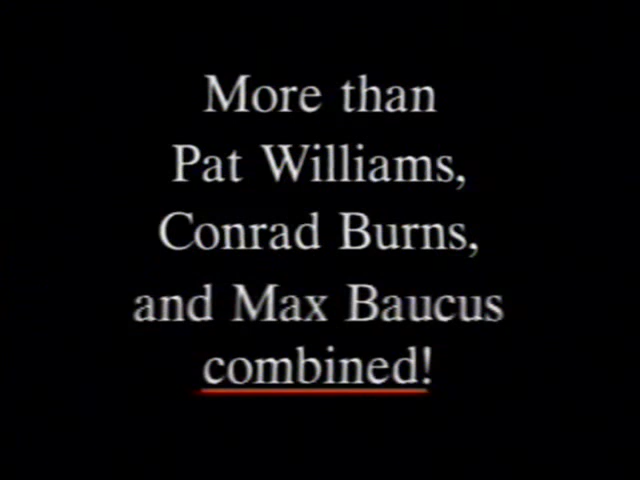 More than
Pat Williams,
Conrad Burns,
and Max Baucus
combined!